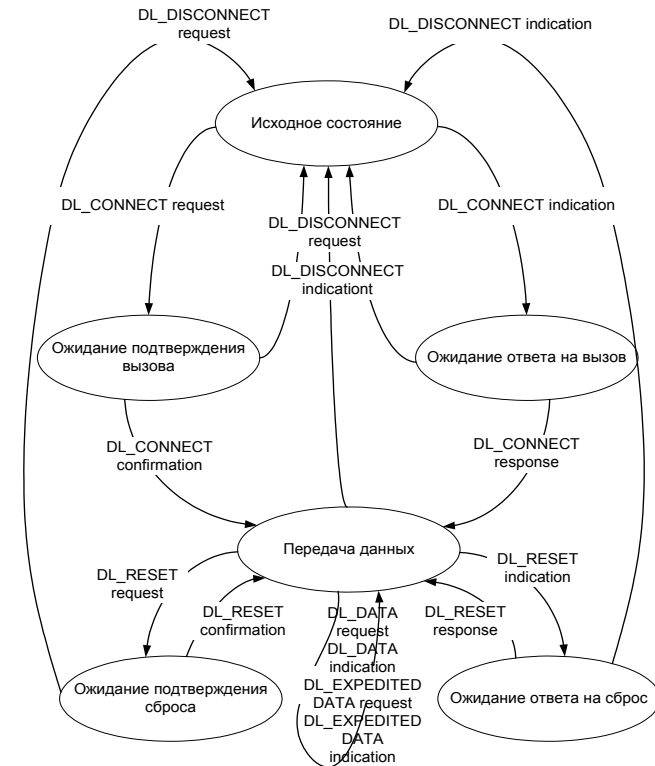 DL_DISCONNECT
request
DL_DISCONNECT indication
Исходное состояние
DL_CONNECT request
DL_CONNECT indication
DL_DISCONNECT
request
DL_DISCONNECT
indicationt
Ожидание подтверждения
вызова
Ожидание ответа на вызов
DL_CONNECT
confirmation
DL_CONNECT
response
Передача данных
DL_RESET
request
DL_RESET
indication
DL_RESET
confirmation
DL_RESET
response
DL_DATA
request
DL_DATA
indication
DL_EXPEDITED
DATA request
DL_EXPEDITED
DATA
indication
Ожидание подтверждения
сброса
Ожидание ответа на сброс